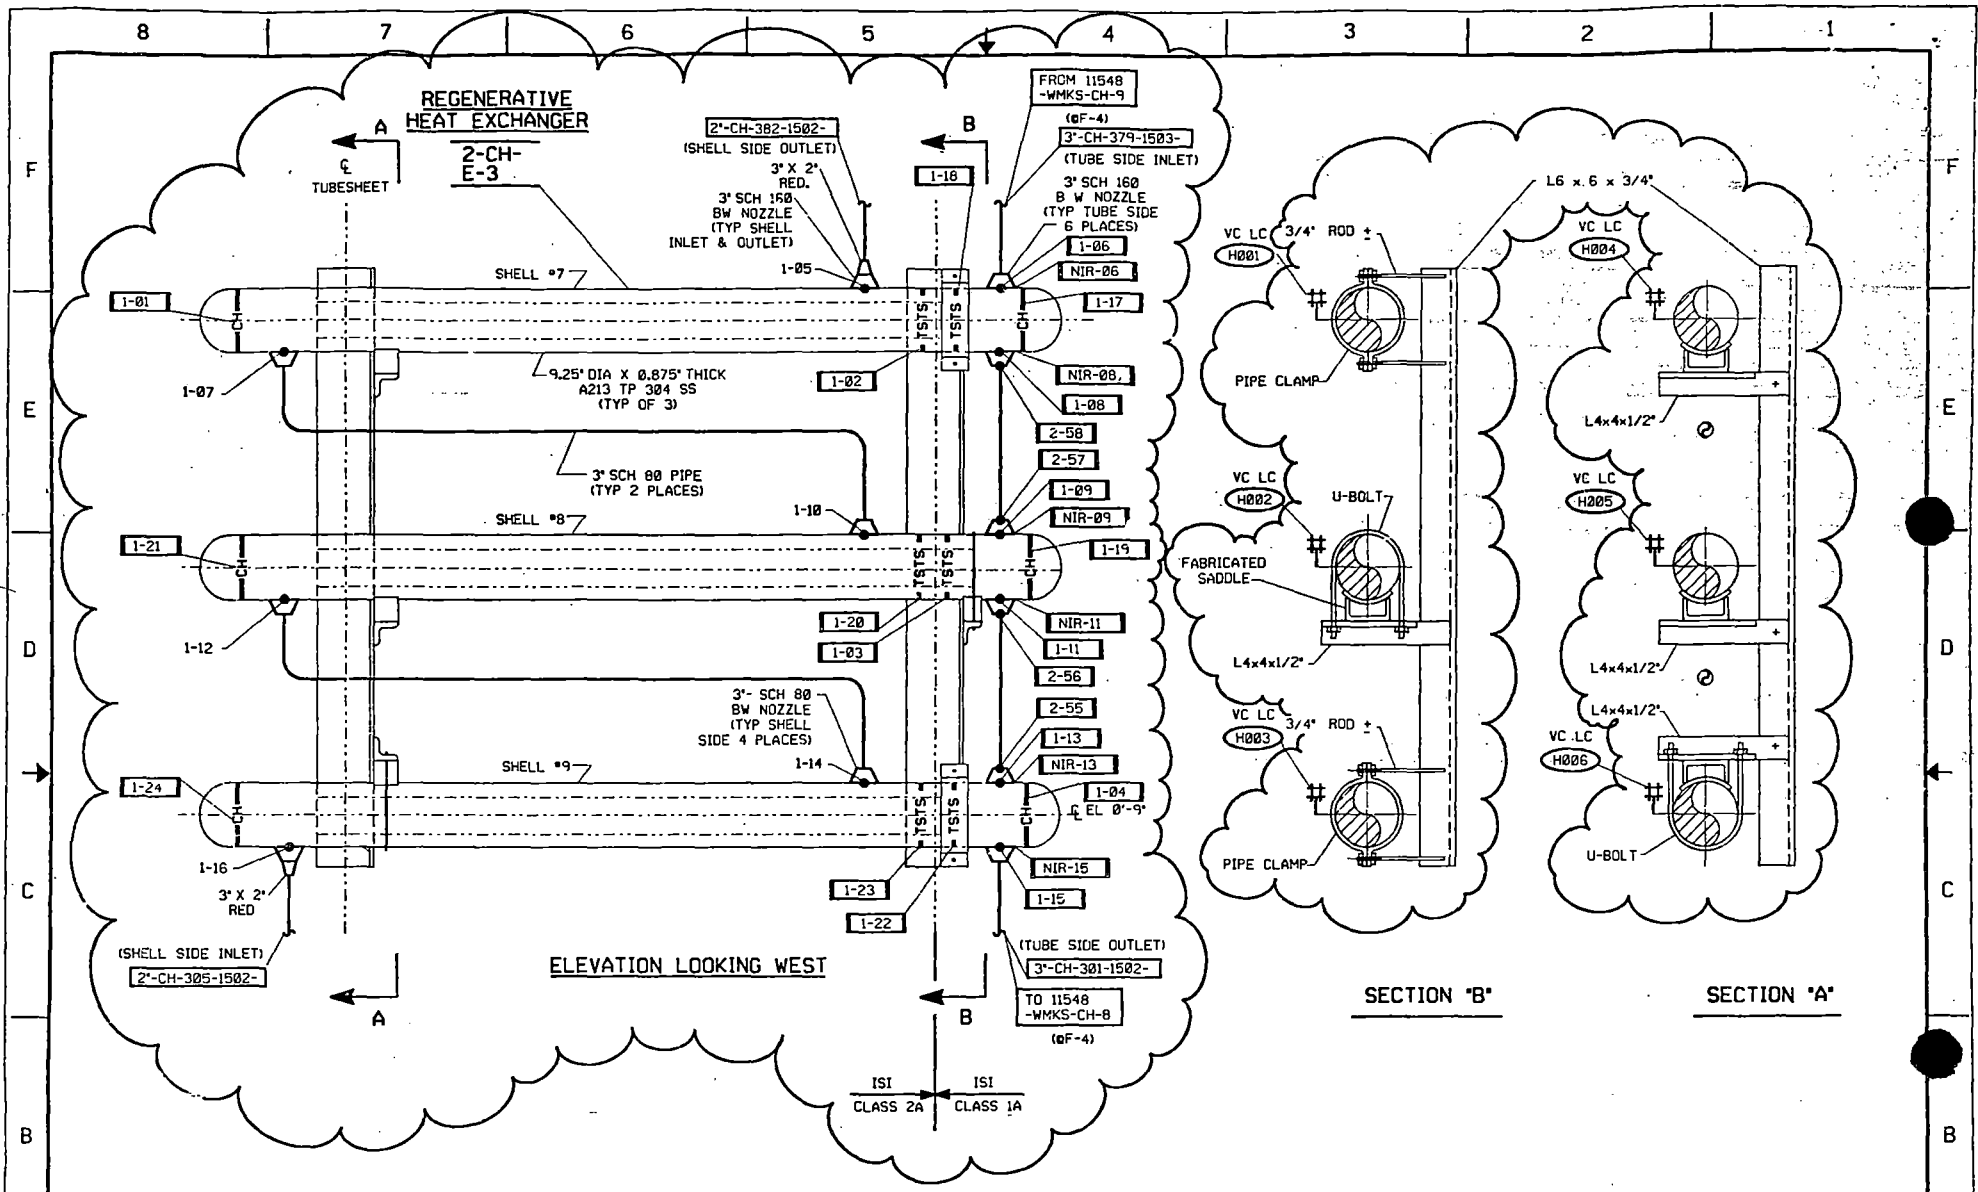 8 7 6 5 4 3 2 1
F
E
D
C
B
F
E
D
C
B
REGENERATIVE
HEAT EXCHANGER
2-CH-
E-3
A
℄
TUBESHEET
2"-CH-382-1502-
(SHELL SIDE OUTLET)
3" X 2"
RED.
3" SCH 160
BW NOZZLE
(TYP SHELL
INLET & OUTLET)
1-05
B
1-18
FROM 11548
-WMKS-CH-9
(@F-4)
3"-CH-379-1503-
(TUBE SIDE INLET)
3" SCH 160
B W NOZZLE
(TYP TUBE SIDE
6 PLACES)
1-06
NIR-06
1-17
SHELL #7
1-01
CH
TSTS
TSTS
CH
1-07
9.25" DIA X 0.875" THICK
A213 TP 304 SS
(TYP OF 3)
1-02
NIR-08,
1-08
2-58
2-57
1-09
NIR-09
3" SCH 80 PIPE
(TYP 2 PLACES)
1-10
SHELL #8
1-21
CH
TSTS
TSTS
CH
1-19
1-12
1-20
1-03
NIR-11
1-11
2-56
2-55
1-13
NIR-13
3"- SCH 80
BW NOZZLE
(TYP SHELL
SIDE 4 PLACES)
1-14
SHELL #9
1-24
CH
TSTS
TSTS
CH
1-04
℄ EL 0'-9"
1-16
3" X 2"
RED
1-23
1-22
NIR-15
1-15
(SHELL SIDE INLET)
2"-CH-305-1502-
A
ELEVATION LOOKING WEST
B
(TUBE SIDE OUTLET)
3"-CH-301-1502-
TO 11548
-WMKS-CH-8
(@F-4)
ISI
CLASS 2A
ISI
CLASS 1A
L6 x 6 x 3/4"
VC LC
H001
3/4" ROD ±
PIPE CLAMP
VC LC
H002
U-BOLT
FABRICATED
SADDLE
L4x4x1/2"
VC LC
H003
3/4" ROD ±
PIPE CLAMP
SECTION "B"
VC LC
H004
L4x4x1/2"
VC LC
H005
L4x4x1/2"
L4x4x1/2"
VC LC
H006
U-BOLT
SECTION "A"